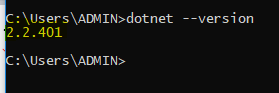 C:\Users\ADMIN>dotnet --version
2.2.401
C:\Users\ADMIN>